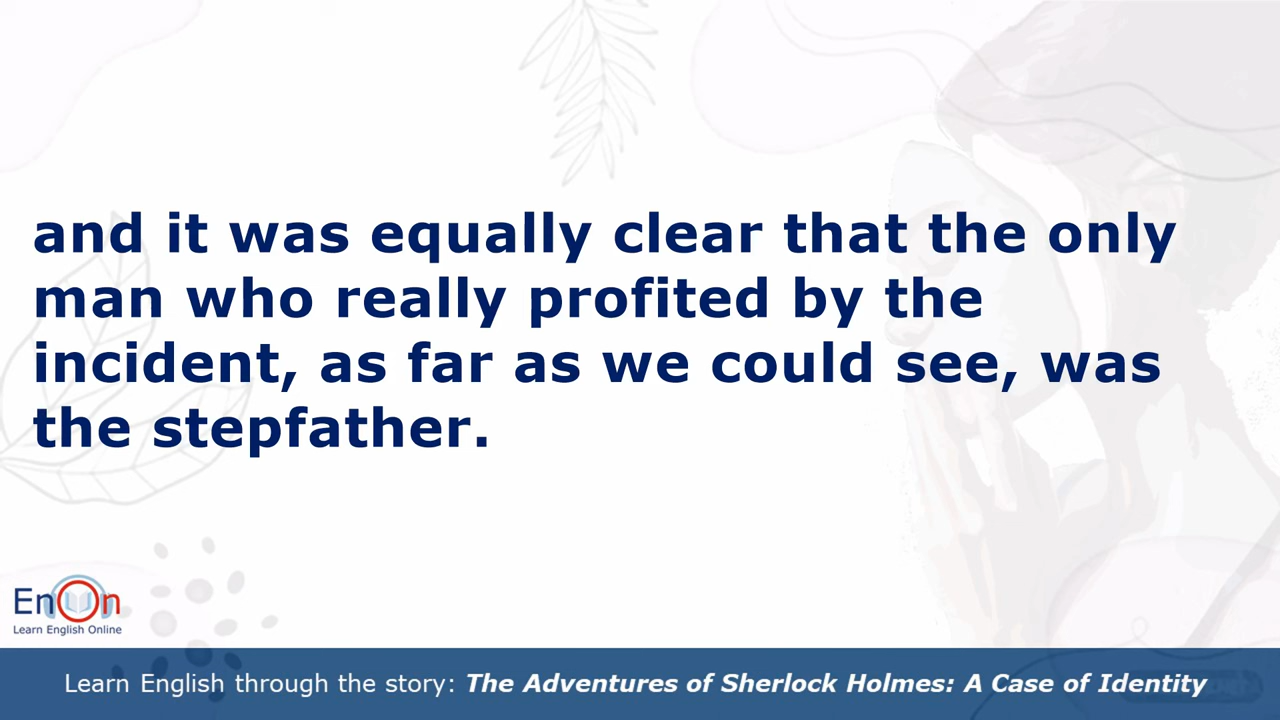 and it was equally clear that the only
man who really profited by the
incident, as far as we could see, was
the stepfather.
EnOn
Learn English Online
Learn English through the story: The Adventures of Sherlock Holmes: A Case of Identity